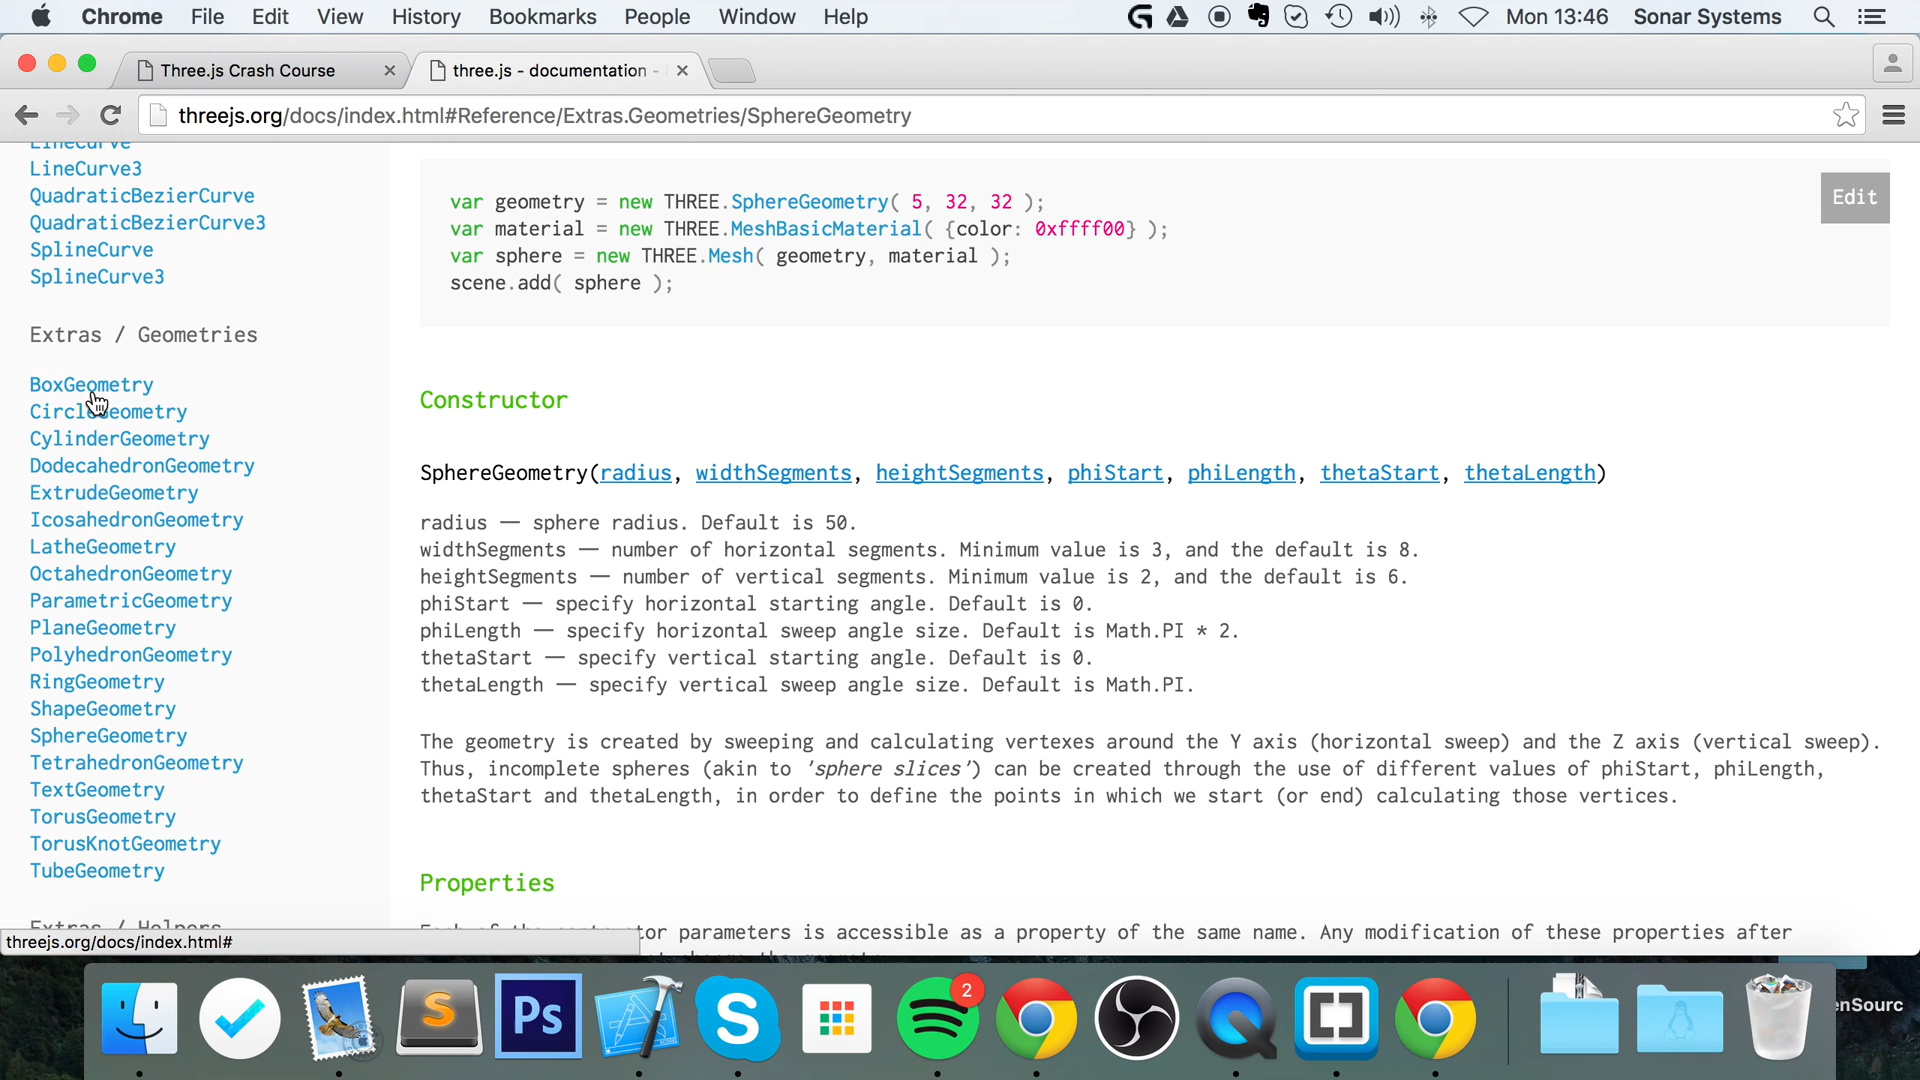 Chrome File Edit View History Bookmarks People Window Help Mon 13:46 Sonar Systems
Three.js Crash Course
three.js - documentation -
threejs.org/docs/index.html#Reference/Extras.Geometries/SphereGeometry
LineCurve
LineCurve3
QuadraticBezierCurve
QuadraticBezierCurve3
SplineCurve
SplineCurve3
Extras / Geometries
BoxGeometry
CircleGeometry
CylinderGeometry
DodecahedronGeometry
ExtrudeGeometry
IcosahedronGeometry
LatheGeometry
OctahedronGeometry
ParametricGeometry
PlaneGeometry
PolyhedronGeometry
RingGeometry
ShapeGeometry
SphereGeometry
TetrahedronGeometry
TextGeometry
TorusGeometry
TorusKnotGeometry
TubeGeometry
Extras / Helpers
threejs.org/docs/index.html#
var geometry = new THREE.SphereGeometry( 5, 32, 32 );
var material = new THREE.MeshBasicMaterial( {color: 0xffff00} );
var sphere = new THREE.Mesh( geometry, material );
scene.add( sphere );
Edit
Constructor
SphereGeometry(radius, widthSegments, heightSegments, phiStart, phiLength, thetaStart, thetaLength)
radius — sphere radius. Default is 50.
widthSegments — number of horizontal segments. Minimum value is 3, and the default is 8.
heightSegments — number of vertical segments. Minimum value is 2, and the default is 6.
phiStart — specify horizontal starting angle. Default is 0.
phiLength — specify horizontal sweep angle size. Default is Math.PI * 2.
thetaStart — specify vertical starting angle. Default is 0.
thetaLength — specify vertical sweep angle size. Default is Math.PI.
The geometry is created by sweeping and calculating vertexes around the Y axis (horizontal sweep) and the Z axis (vertical sweep).
Thus, incomplete spheres (akin to 'sphere slices') can be created through the use of different values of phiStart, phiLength,
thetaStart and thetaLength, in order to define the points in which we start (or end) calculating those vertices.
Properties
parameters is accessible as a property of the same name. Any modification of these properties after
S
Ps
2
enSourc